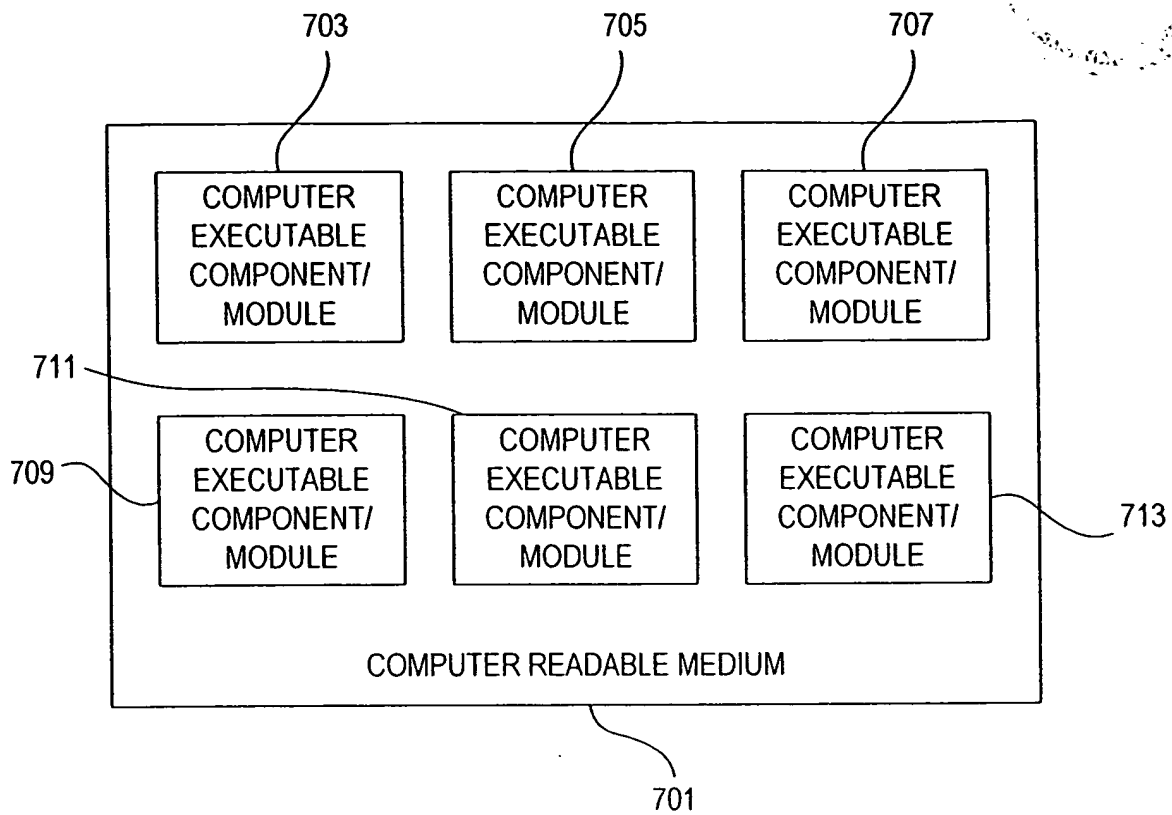 703
705
707
COMPUTER
EXECUTABLE
COMPONENT/
MODULE
COMPUTER
EXECUTABLE
COMPONENT/
MODULE
COMPUTER
EXECUTABLE
COMPONENT/
MODULE
711
709
COMPUTER
EXECUTABLE
COMPONENT/
MODULE
COMPUTER
EXECUTABLE
COMPONENT/
MODULE
COMPUTER
EXECUTABLE
COMPONENT/
MODULE
713
COMPUTER READABLE MEDIUM
701